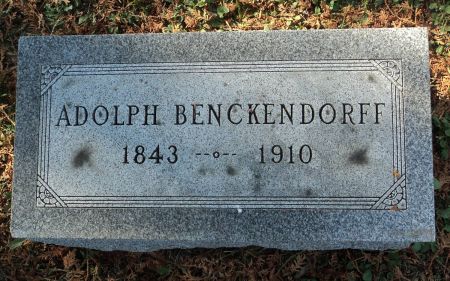 ADOLPH BENCKENDORFF
1843 --o-- 1910